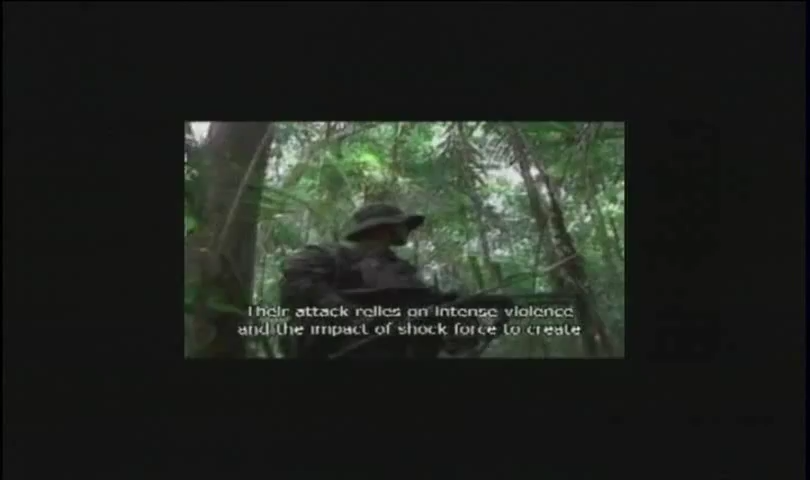 Their attack relies on intense violence
and the impact of shock force to create